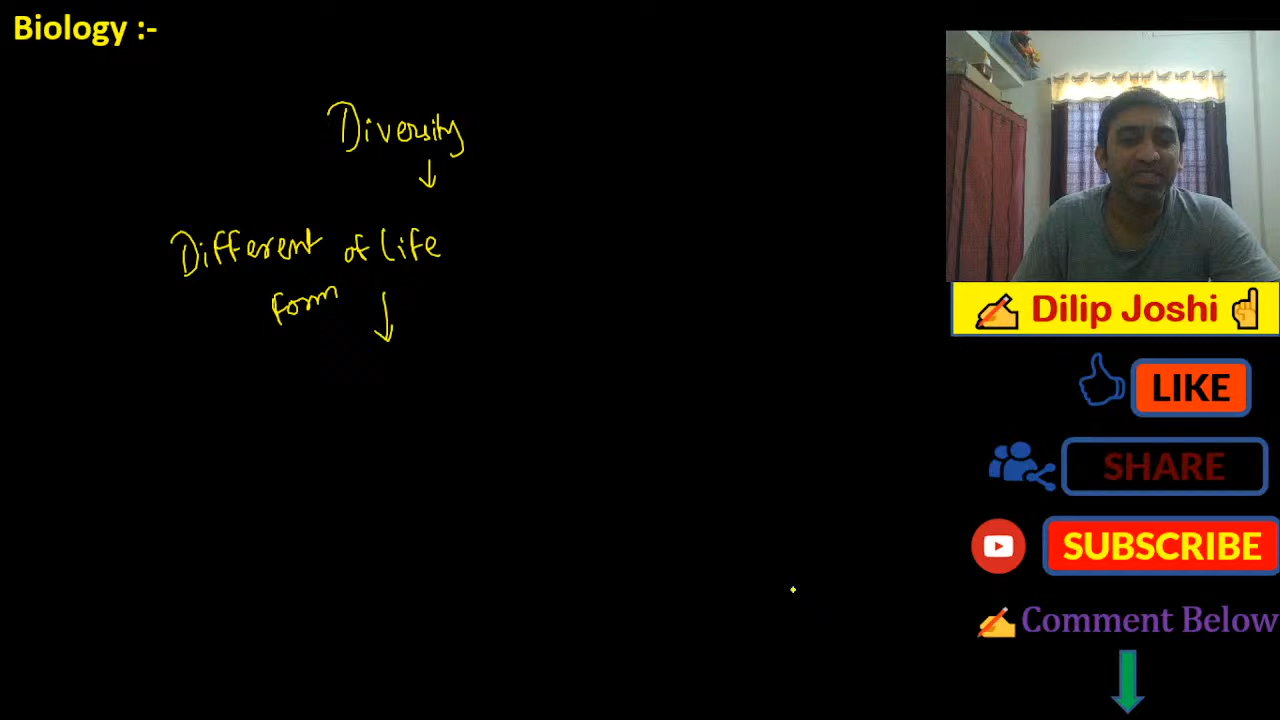 Biology :-
Diversity
Different of life
form
Dilip Joshi
LIKE
SHARE
SUBSCRIBE
Comment Below